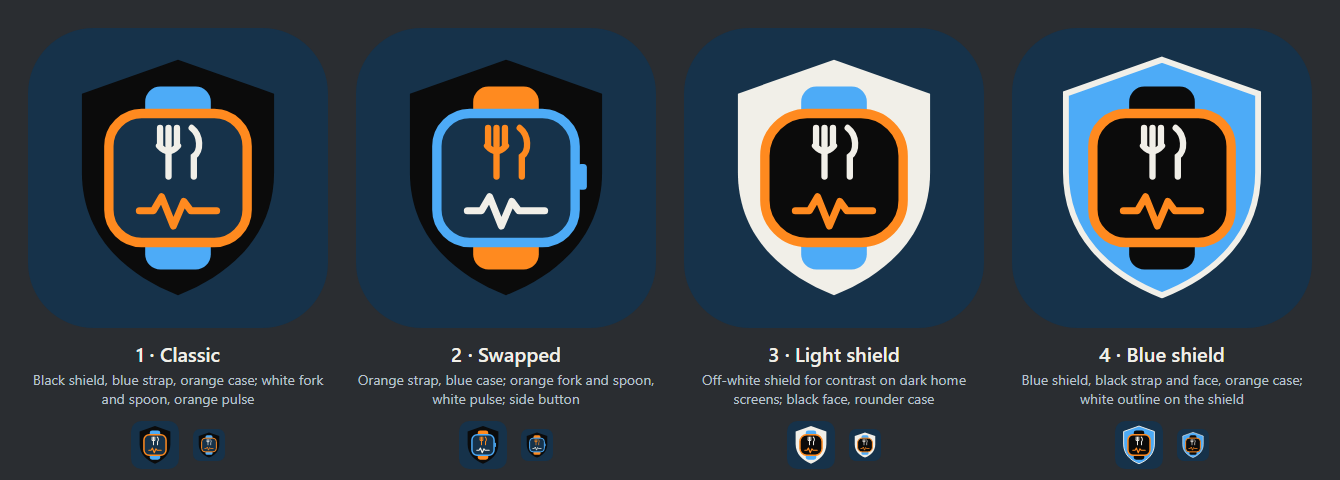 1 · Classic
Black shield, blue strap, orange case; white fork
and spoon, orange pulse
2 · Swapped
Orange strap, blue case; orange fork and spoon,
white pulse; side button
3 · Light shield
Off-white shield for contrast on dark home
screens; black face, rounder case
4 · Blue shield
Blue shield, black strap and face, orange case;
white outline on the shield